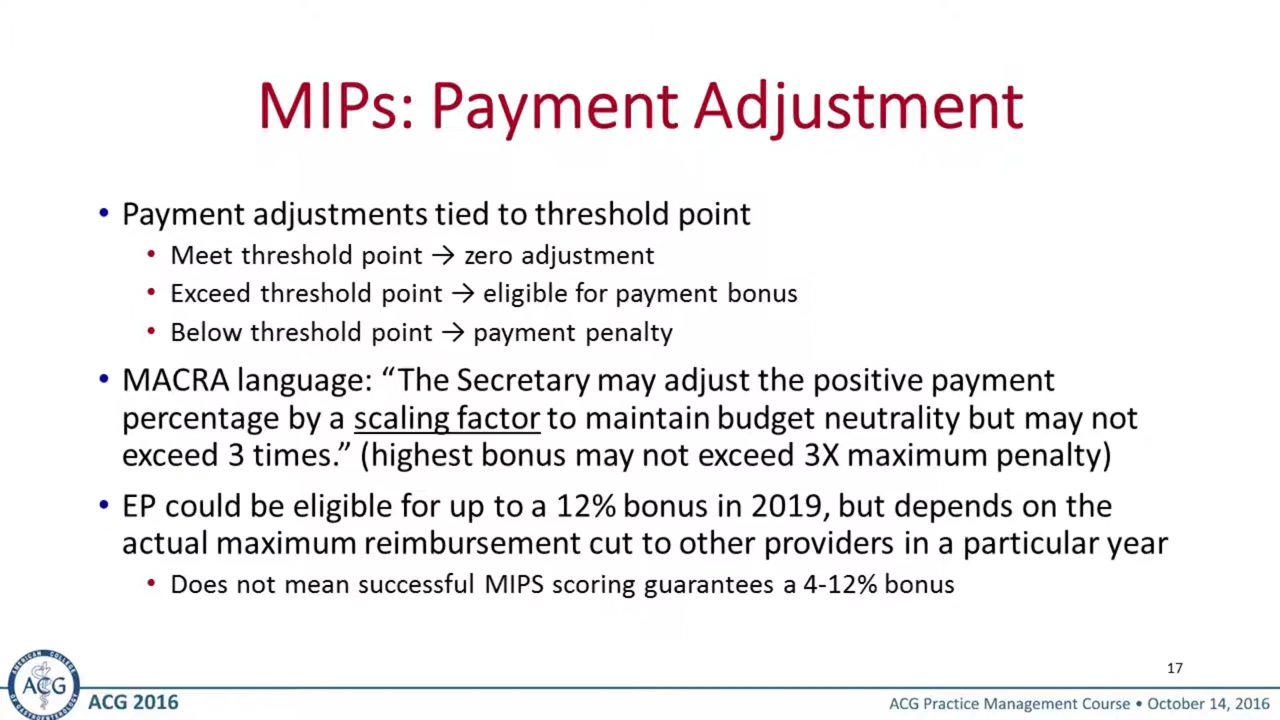 MIPs: Payment Adjustment
• Payment adjustments tied to threshold point
• Meet threshold point → zero adjustment
• Exceed threshold point → eligible for payment bonus
• Below threshold point → payment penalty
• MACRA language: “The Secretary may adjust the positive payment
percentage by a scaling factor to maintain budget neutrality but may not
exceed 3 times.” (highest bonus may not exceed 3X maximum penalty)
• EP could be eligible for up to a 12% bonus in 2019, but depends on the
actual maximum reimbursement cut to other providers in a particular year
• Does not mean successful MIPS scoring guarantees a 4-12% bonus
17
AMERICAN COLLEGE
OF GASTROENTEROLOGY
ACG
ACG 2016
ACG Practice Management Course • October 14, 2016